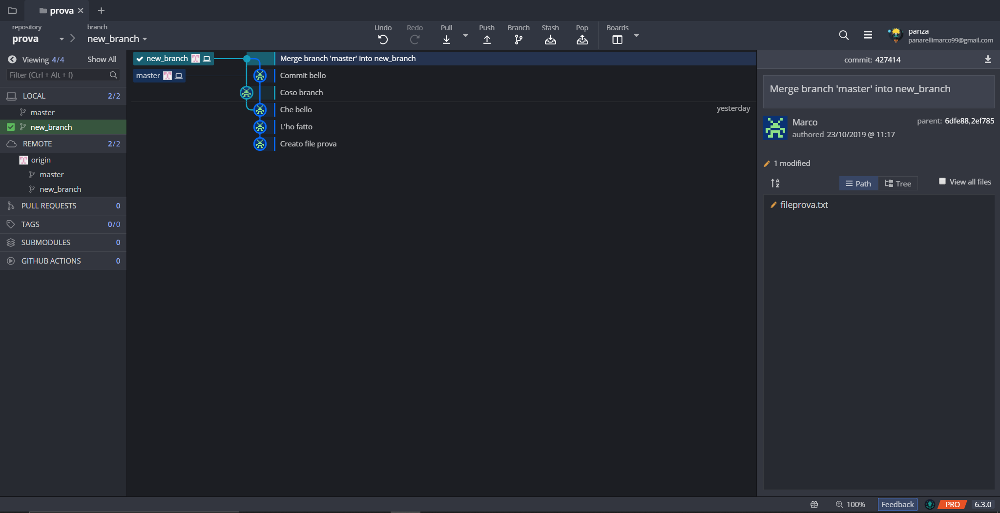 prova
repository
prova
branch
new_branch
Undo
Redo
Pull
Push
Branch
Stash
Pop
Boards
panza
panarellimarco99@gmail.com
Viewing 4/4
Show All
Filter (Ctrl + Alt + f)
LOCAL 2/2
master
new_branch
REMOTE 2/2
origin
master
new_branch
PULL REQUESTS 0
TAGS 0/0
SUBMODULES 0
GITHUB ACTIONS 0
new_branch
Merge branch 'master' into new_branch
master
Commit bello
Coso branch
Che bello
yesterday
L'ho fatto
Creato file prova
commit: 427414
Merge branch 'master' into new_branch
Marco
parent: 6dfe88,2ef785
authored 23/10/2019 @ 11:17
1 modified
Path
Tree
View all files
fileprova.txt
100%
Feedback
PRO
6.3.0